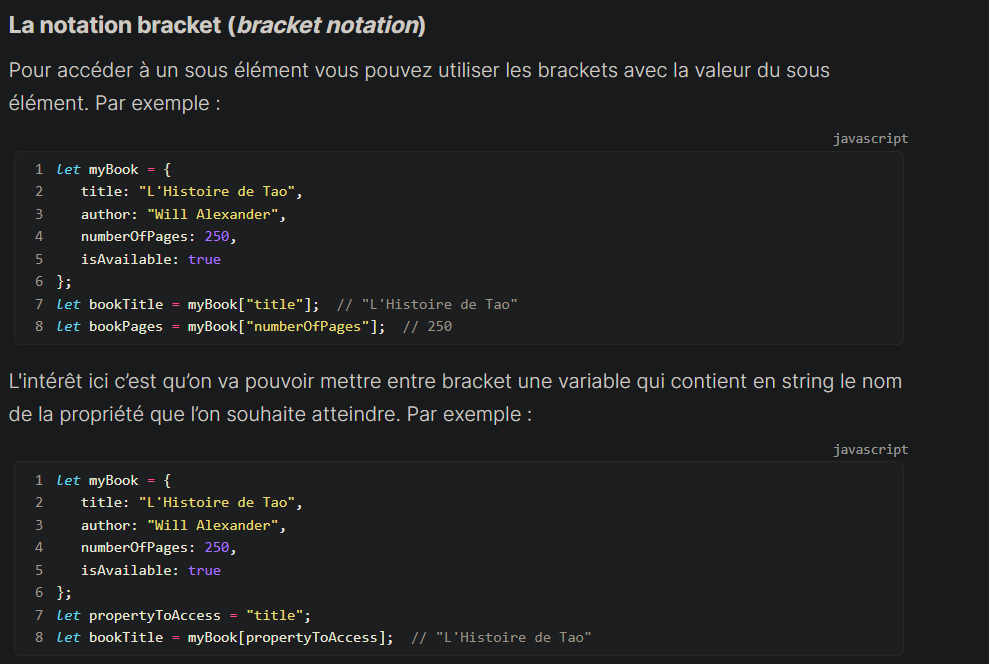 La notation bracket (bracket notation)
Pour accéder à un sous élément vous pouvez utiliser les brackets avec la valeur du sous
élément. Par exemple :
javascript
1 let myBook = {
2    title: "L'Histoire de Tao",
3    author: "Will Alexander",
4    numberOfPages: 250,
5    isAvailable: true
6 };
7 let bookTitle = myBook["title"];  // "L'Histoire de Tao"
8 let bookPages = myBook["numberOfPages"];  // 250
L'intérêt ici c’est qu’on va pouvoir mettre entre bracket une variable qui contient en string le nom
de la propriété que l’on souhaite atteindre. Par exemple :
javascript
1 let myBook = {
2    title: "L'Histoire de Tao",
3    author: "Will Alexander",
4    numberOfPages: 250,
5    isAvailable: true
6 };
7 let propertyToAccess = "title";
8 let bookTitle = myBook[propertyToAccess];  // "L'Histoire de Tao"